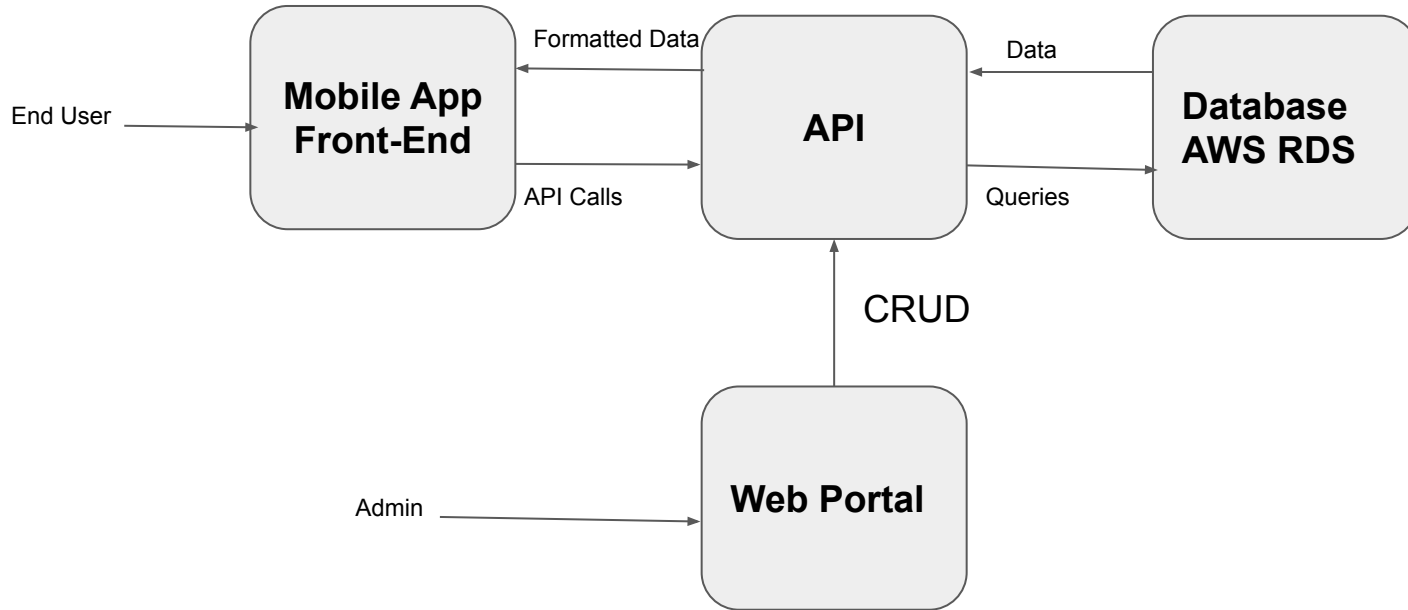 Formatted Data
Data
End User
Mobile App
Front-End
API
Database
AWS RDS
API Calls
Queries
CRUD
Web Portal
Admin